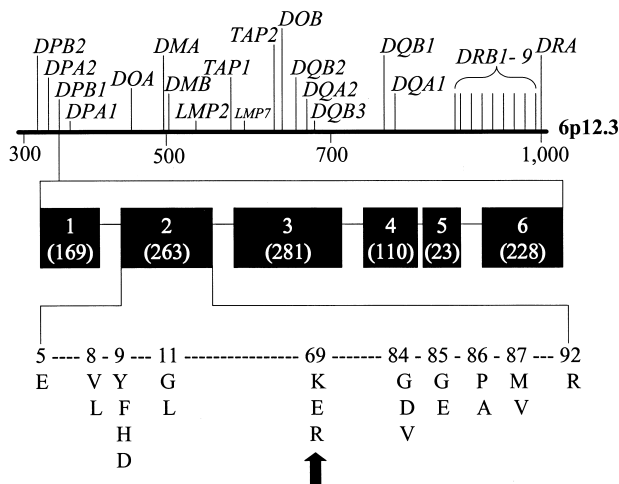 DPB2
DPA2
DPB1
DPA1
DOA
DMA
DMB
LMP2
TAP1
LMP7
TAP2
DOB
DQB2
DQA2
DQB3
DQB1
DQA1
DRB1- 9
DRA
6p12.3
300 500 700 1,000
1 2 3 4 5 6
(169) (263) (281) (110) (23) (228)
5 ---- 8 - 9 --- 11 ----------------- 69 ------- 84 - 85 - 86 - 87 --- 92
E V Y G K G G P M R
L F L E D E A V
H R V
D